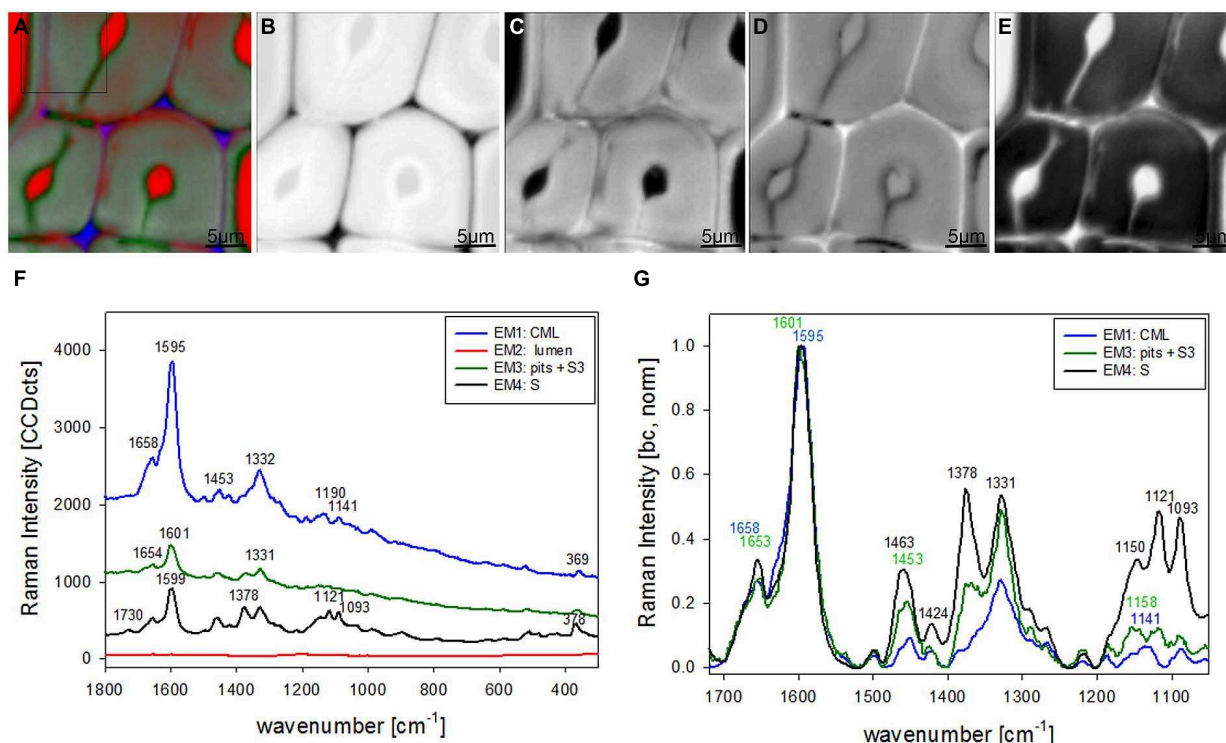 A
B
C
D
E
5µm
5µm
5µm
5µm
5µm
F
G
EM1: CML
EM2: lumen
EM3: pits + S3
EM4: S
4000
3000
2000
1000
0
Raman Intensity [CCDcts]
1595
1658
1453
1332
1190
1141
369
1601
1654
1331
1599
1730
1378
1121
1093
378
1800 1600 1400 1200 1000 800 600 400
wavenumber [cm-1]
EM1: CML
EM3: pits + S3
EM4: S
1.0
0.8
0.6
0.4
0.2
0.0
Raman Intensity [bc, norm]
1601
1595
1658
1653
1463
1453
1424
1378
1331
1150
1121
1093
1158
1141
1700 1600 1500 1400 1300 1200 1100
wavenumber [cm-1]